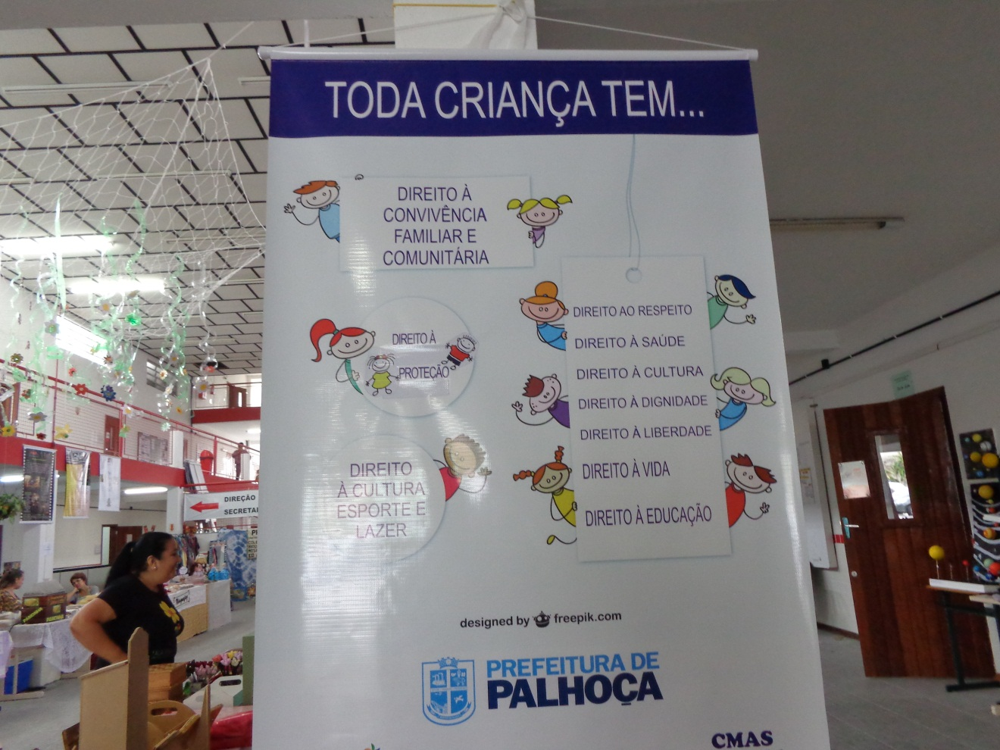 TODA CRIANÇA TEM...
DIREITO À
CONVIVÊNCIA
FAMILIAR E
COMUNITÁRIA
DIREITO À
PROTEÇÃO
DIREITO
À CULTURA
ESPORTE E
LAZER
DIREITO AO RESPEITO
DIREITO À SAÚDE
DIREITO À CULTURA
DIREITO À DIGNIDADE
DIREITO À LIBERDADE
DIREITO À VIDA
DIREITO À EDUCAÇÃO
designed by freepik.com
PREFEITURA DE
PALHOÇA
CMAS
DIREÇÃO
SECRETA